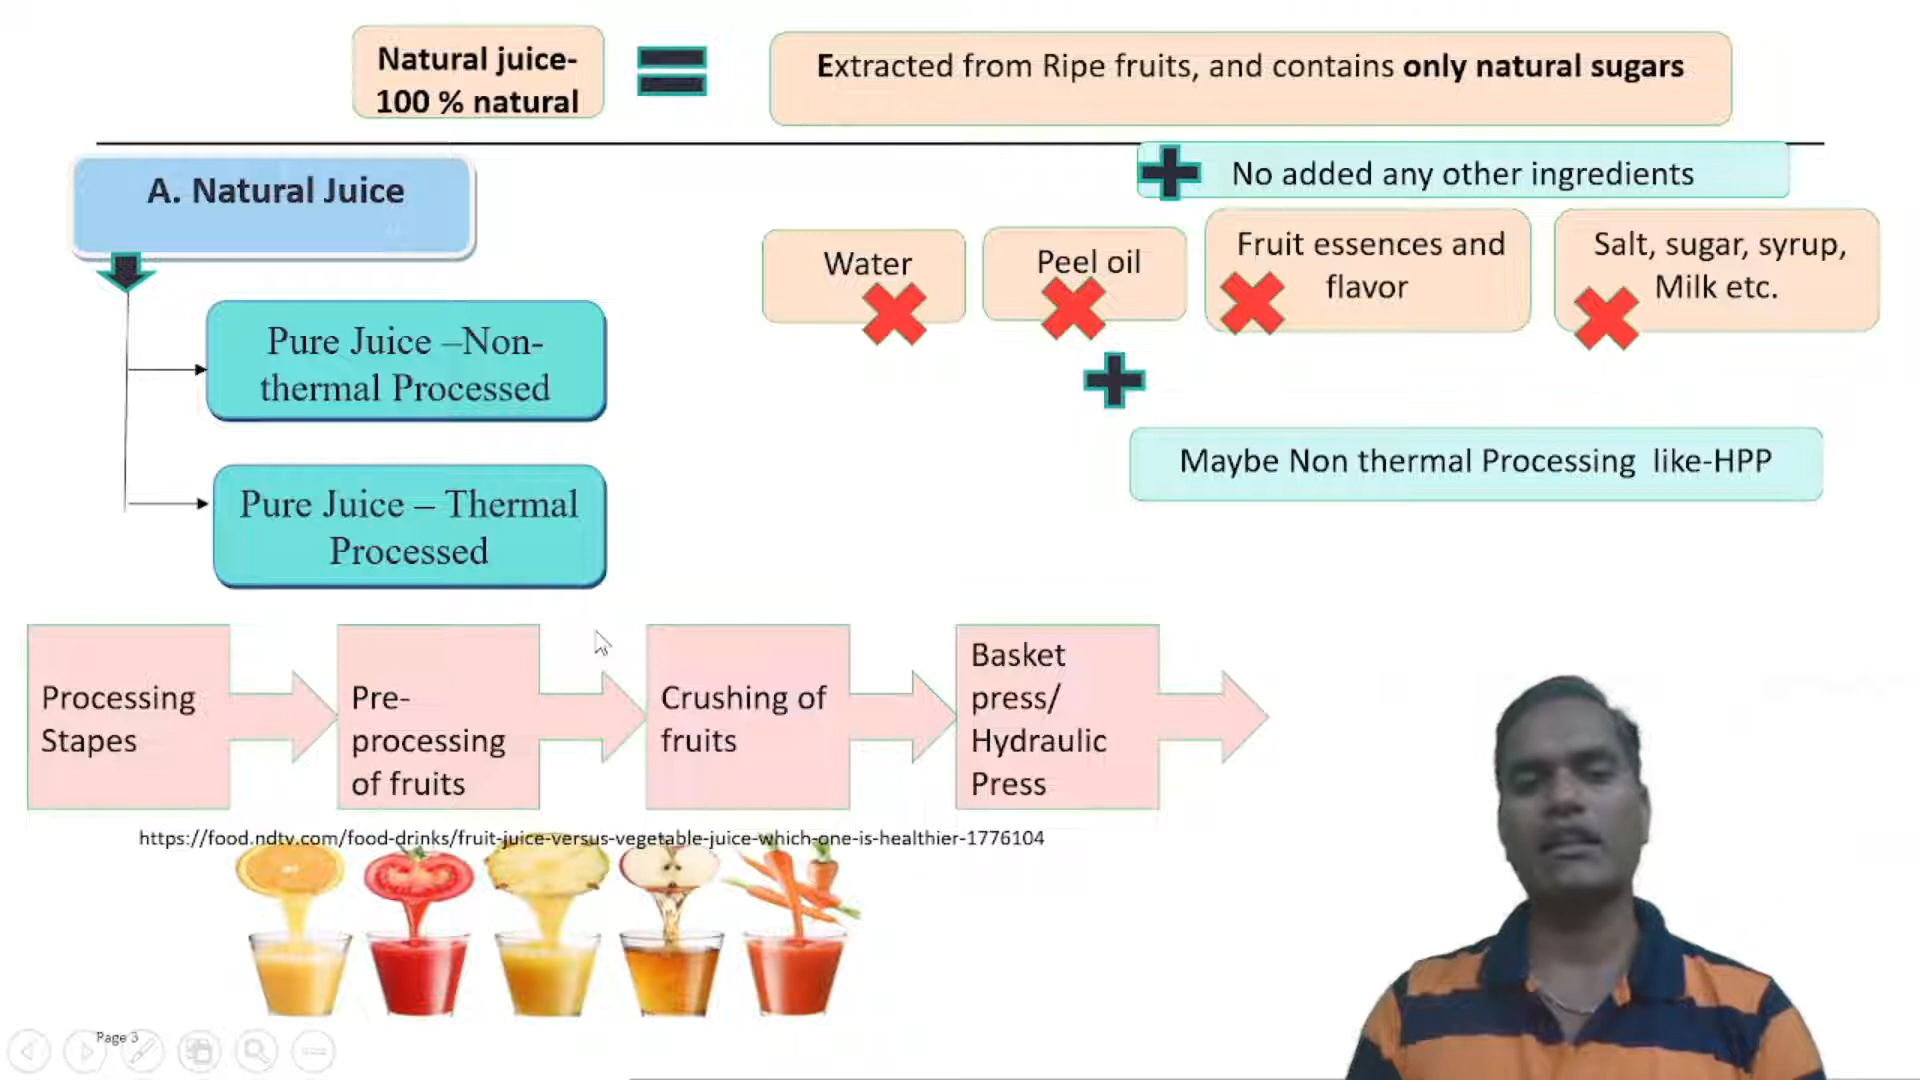 Natural juice-
100 % natural
Extracted from Ripe fruits, and contains only natural sugars
A. Natural Juice
No added any other ingredients
Water
Peel oil
Fruit essences and
flavor
Salt, sugar, syrup,
Milk etc.
Pure Juice –Non-
thermal Processed
Maybe Non thermal Processing like-HPP
Pure Juice – Thermal
Processed
Processing
Stapes
Pre-
processing
of fruits
Crushing of
fruits
Basket
press/
Hydraulic
Press
https://food.ndtv.com/food-drinks/fruit-juice-versus-vegetable-juice-which-one-is-healthier-1776104
Page 3